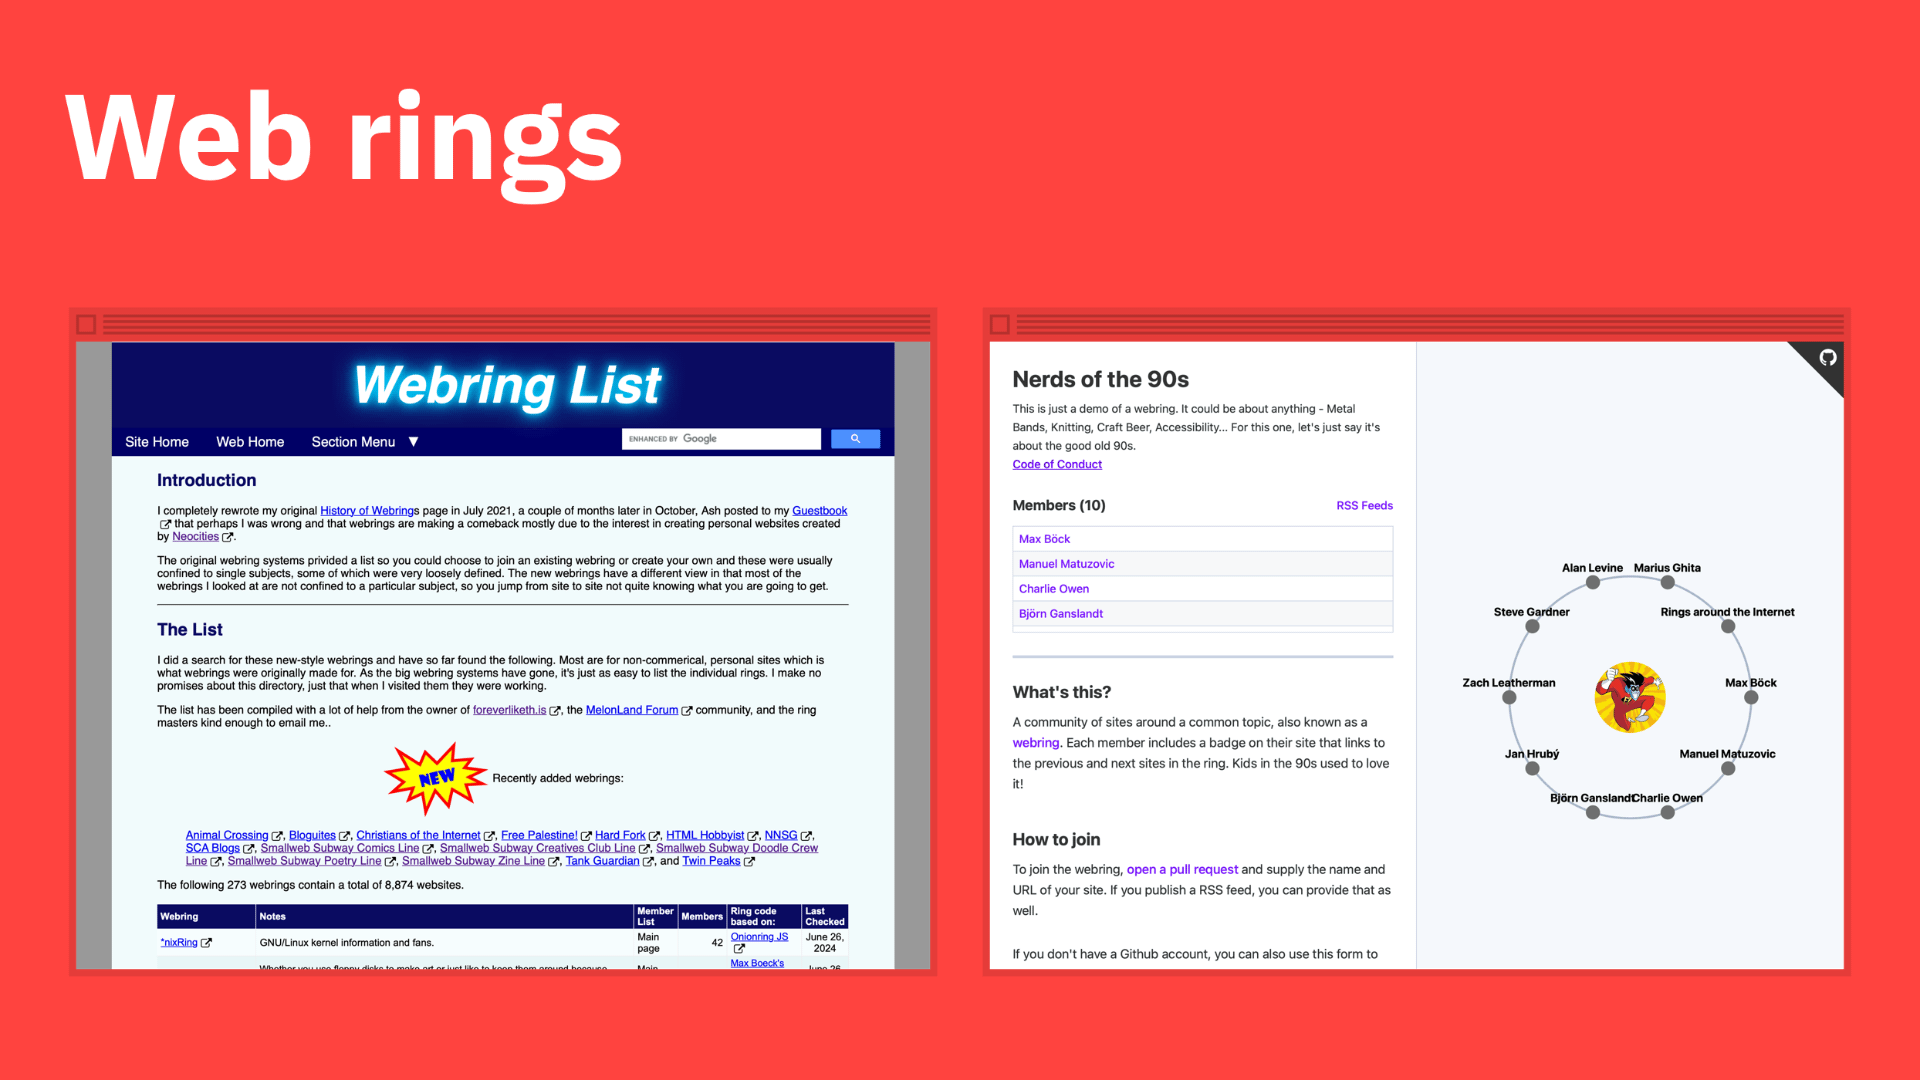 Web rings
Webring List
Site Home Web Home Section Menu ▼ ENHANCED BY Google
Introduction
I completely rewrote my original History of Webrings page in July 2021, a couple of months later in October, Ash posted to my Guestbook
that perhaps I was wrong and that webrings are making a comeback mostly due to the interest in creating personal websites created
by Neocities.
The original webring systems privided a list so you could choose to join an existing webring or create your own and these were usually
confined to single subjects, some of which were very loosely defined. The new webrings have a different view in that most of the
webrings I looked at are not confined to a particular subject, so you jump from site to site not quite knowing what you are going to get.
The List
I did a search for these new-style webrings and have so far found the following. Most are for non-commerical, personal sites which is
what webrings were originally made for. As the big webring systems have gone, it's just as easy to list the individual rings. I make no
promises about this directory, just that when I visited them they were working.
The list has been compiled with a lot of help from the owner of foreverliketh.is, the MelonLand Forum community, and the ring
masters kind enough to email me..
NEW Recently added webrings:
Animal Crossing, Bloguites, Christians of the Internet, Free Palestine! Hard Fork, HTML Hobbyist, NNSG,
SCA Blogs, Smallweb Subway Comics Line, Smallweb Subway Creatives Club Line, Smallweb Subway Doodle Crew
Line, Smallweb Subway Poetry Line, Smallweb Subway Zine Line, Tank Guardian, and Twin Peaks
The following 273 webrings contain a total of 8,874 websites.
Webring Notes Member List Members Ring code based on: Last Checked
*nixRing GNU/Linux kernel information and fans. Main page 42 Onionring JS June 26, 2024
Whether you use floppy disks to make art or just like to keep them around because Main Max Boeck's June 26
Nerds of the 90s
This is just a demo of a webring. It could be about anything - Metal
Bands, Knitting, Craft Beer, Accessibility... For this one, let's just say it's
about the good old 90s.
Code of Conduct
Members (10) RSS Feeds
Max Böck
Manuel Matuzovic
Charlie Owen
Björn Ganslandt
What's this?
A community of sites around a common topic, also known as a
webring. Each member includes a badge on their site that links to
the previous and next sites in the ring. Kids in the 90s used to love
it!
How to join
To join the webring, open a pull request and supply the name and
URL of your site. If you publish a RSS feed, you can provide that as
well.
If you don't have a Github account, you can also use this form to
Alan Levine Marius Ghita
Steve Gardner Rings around the Internet
Zach Leatherman Max Böck
Jan Hrubý Manuel Matuzovic
Björn Ganslandt Charlie Owen